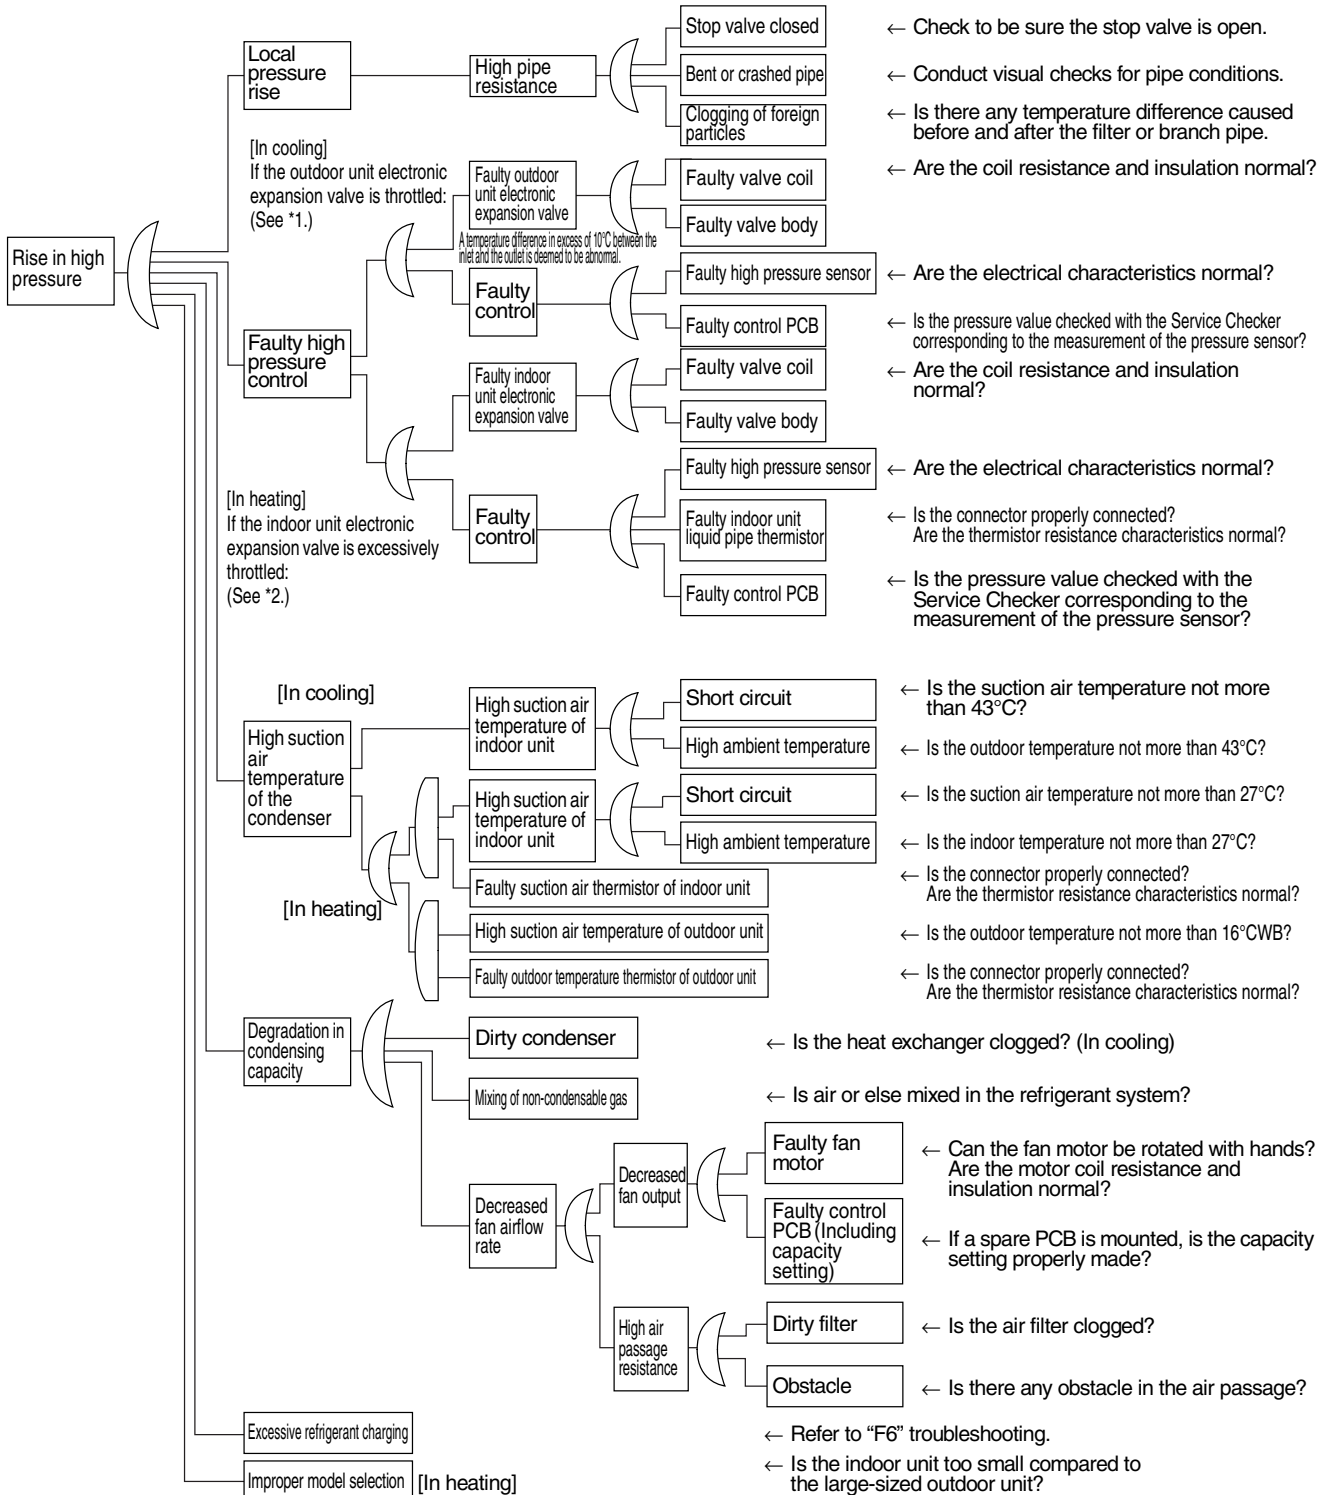 Rise in high
pressure
Local
pressure
rise
High pipe
resistance
Stop valve closed
← Check to be sure the stop valve is open.
Bent or crashed pipe
← Conduct visual checks for pipe conditions.
Clogging of foreign
particles
← Is there any temperature difference caused
before and after the filter or branch pipe.
[In cooling]
If the outdoor unit electronic
expansion valve is throttled:
(See *1.)
Faulty high
pressure
control
Faulty outdoor
unit electronic
expansion valve
Faulty valve coil
← Are the coil resistance and insulation normal?
Faulty valve body
A temperature difference in excess of 10°C between the
inlet and the outlet is deemed to be abnormal.
Faulty
control
Faulty high pressure sensor
← Are the electrical characteristics normal?
Faulty control PCB
← Is the pressure value checked with the Service Checker
corresponding to the measurement of the pressure sensor?
Faulty indoor
unit electronic
expansion valve
Faulty valve coil
← Are the coil resistance and insulation
normal?
Faulty valve body
[In heating]
If the indoor unit electronic
expansion valve is excessively
throttled:
(See *2.)
Faulty
control
Faulty high pressure sensor
← Are the electrical characteristics normal?
Faulty indoor unit
liquid pipe thermistor
← Is the connector properly connected?
Are the thermistor resistance characteristics normal?
Faulty control PCB
← Is the pressure value checked with the
Service Checker corresponding to the
measurement of the pressure sensor?
[In cooling]
High suction
air
temperature
of the
condenser
High suction air
temperature of
indoor unit
Short circuit
← Is the suction air temperature not more
than 43°C?
High ambient temperature
← Is the outdoor temperature not more than 43°C?
[In heating]
High suction air
temperature of
indoor unit
Short circuit
← Is the suction air temperature not more than 27°C?
High ambient temperature
← Is the indoor temperature not more than 27°C?
Faulty suction air thermistor of indoor unit
← Is the connector properly connected?
Are the thermistor resistance characteristics normal?
High suction air temperature of outdoor unit
← Is the outdoor temperature not more than 16°CWB?
Faulty outdoor temperature thermistor of outdoor unit
← Is the connector properly connected?
Are the thermistor resistance characteristics normal?
Degradation in
condensing
capacity
Dirty condenser
← Is the heat exchanger clogged? (In cooling)
Mixing of non-condensable gas
← Is air or else mixed in the refrigerant system?
Decreased
fan airflow
rate
Decreased
fan output
Faulty fan
motor
← Can the fan motor be rotated with hands?
Are the motor coil resistance and
insulation normal?
Faulty control
PCB (Including
capacity
setting)
← If a spare PCB is mounted, is the capacity
setting properly made?
High air
passage
resistance
Dirty filter
← Is the air filter clogged?
Obstacle
← Is there any obstacle in the air passage?
Excessive refrigerant charging
← Refer to “F6” troubleshooting.
Improper model selection
[In heating]
← Is the indoor unit too small compared to
the large-sized outdoor unit?